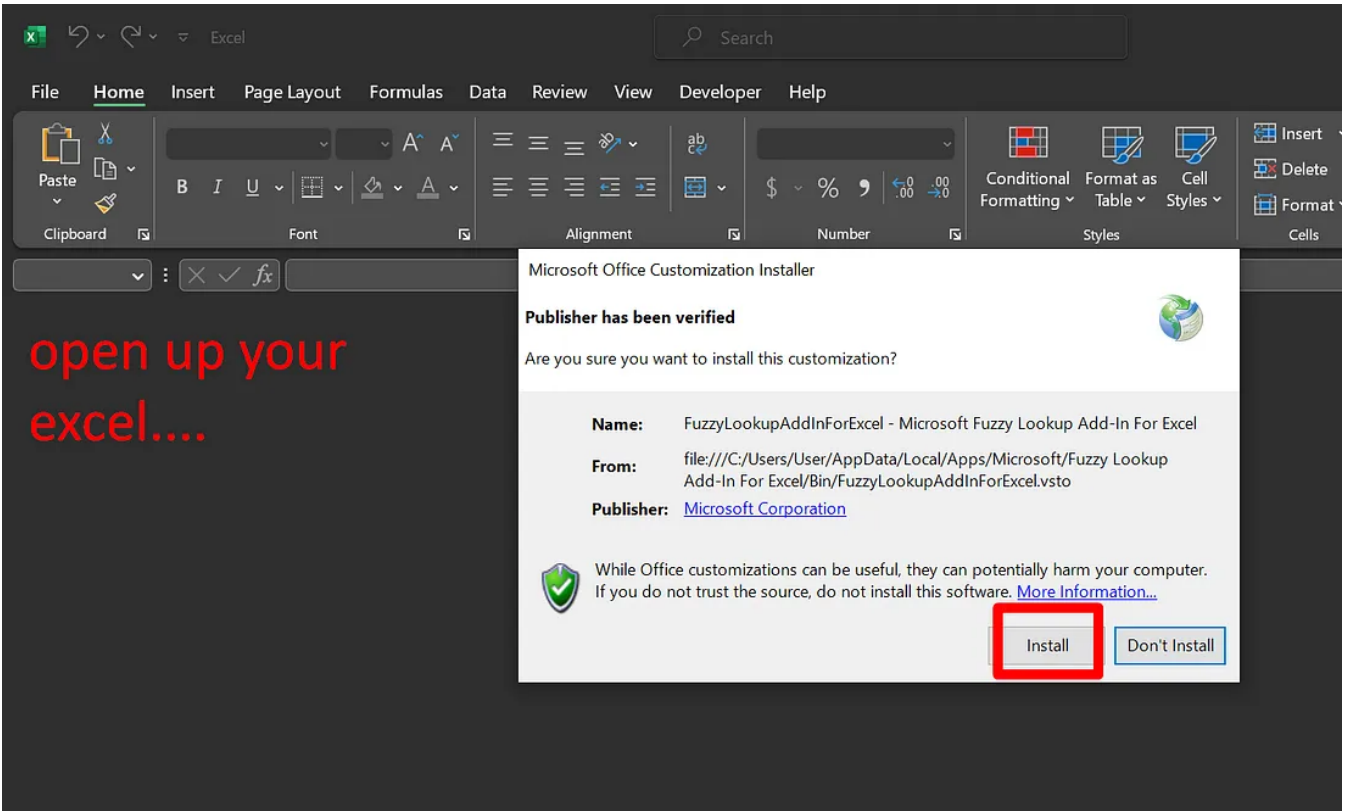 Excel
Search
File Home Insert Page Layout Formulas Data Review View Developer Help
Paste
B I U A A A
ab
c
$ % 9 .00 .00
Conditional Formatting
Format as Table
Cell Styles
Insert
Delete
Format
Clipboard Font Alignment Number Styles Cells
fx
open up your
excel....
Microsoft Office Customization Installer
Publisher has been verified
Are you sure you want to install this customization?
Name: FuzzyLookupAddInForExcel - Microsoft Fuzzy Lookup Add-In For Excel
From: file:///C:/Users/User/AppData/Local/Apps/Microsoft/Fuzzy Lookup
Add-In For Excel/Bin/FuzzyLookupAddInForExcel.vsto
Publisher: Microsoft Corporation
While Office customizations can be useful, they can potentially harm your computer.
If you do not trust the source, do not install this software. More Information...
Install Don't Install